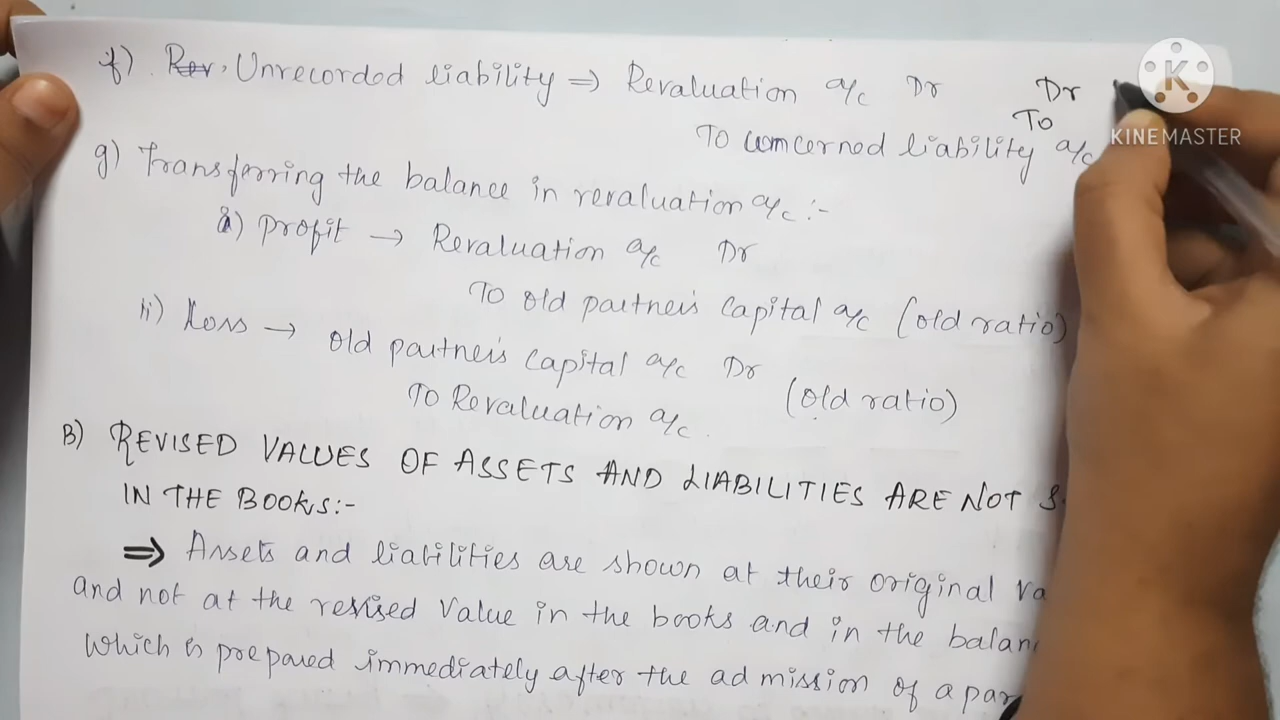 f) Rev, Unrecorded liability ⇒ Revaluation a/c Dr Dr
To
To concerned liability a/c
g) Transferring the balance in revaluation a/c :-
i) Profit → Revaluation a/c Dr
To old partner's Capital a/c (old ratio)
ii) Loss → old partner's Capital a/c Dr
To Revaluation a/c. (old ratio)
B) REVISED VALUES OF ASSETS AND LIABILITIES ARE NOT
IN THE BOOKS:-
⇒ Assets and liabilities are shown at their original va
and not at the revised value in the books and in the balan
which is prepared immediately after the admission of a par
K
KINEMASTER